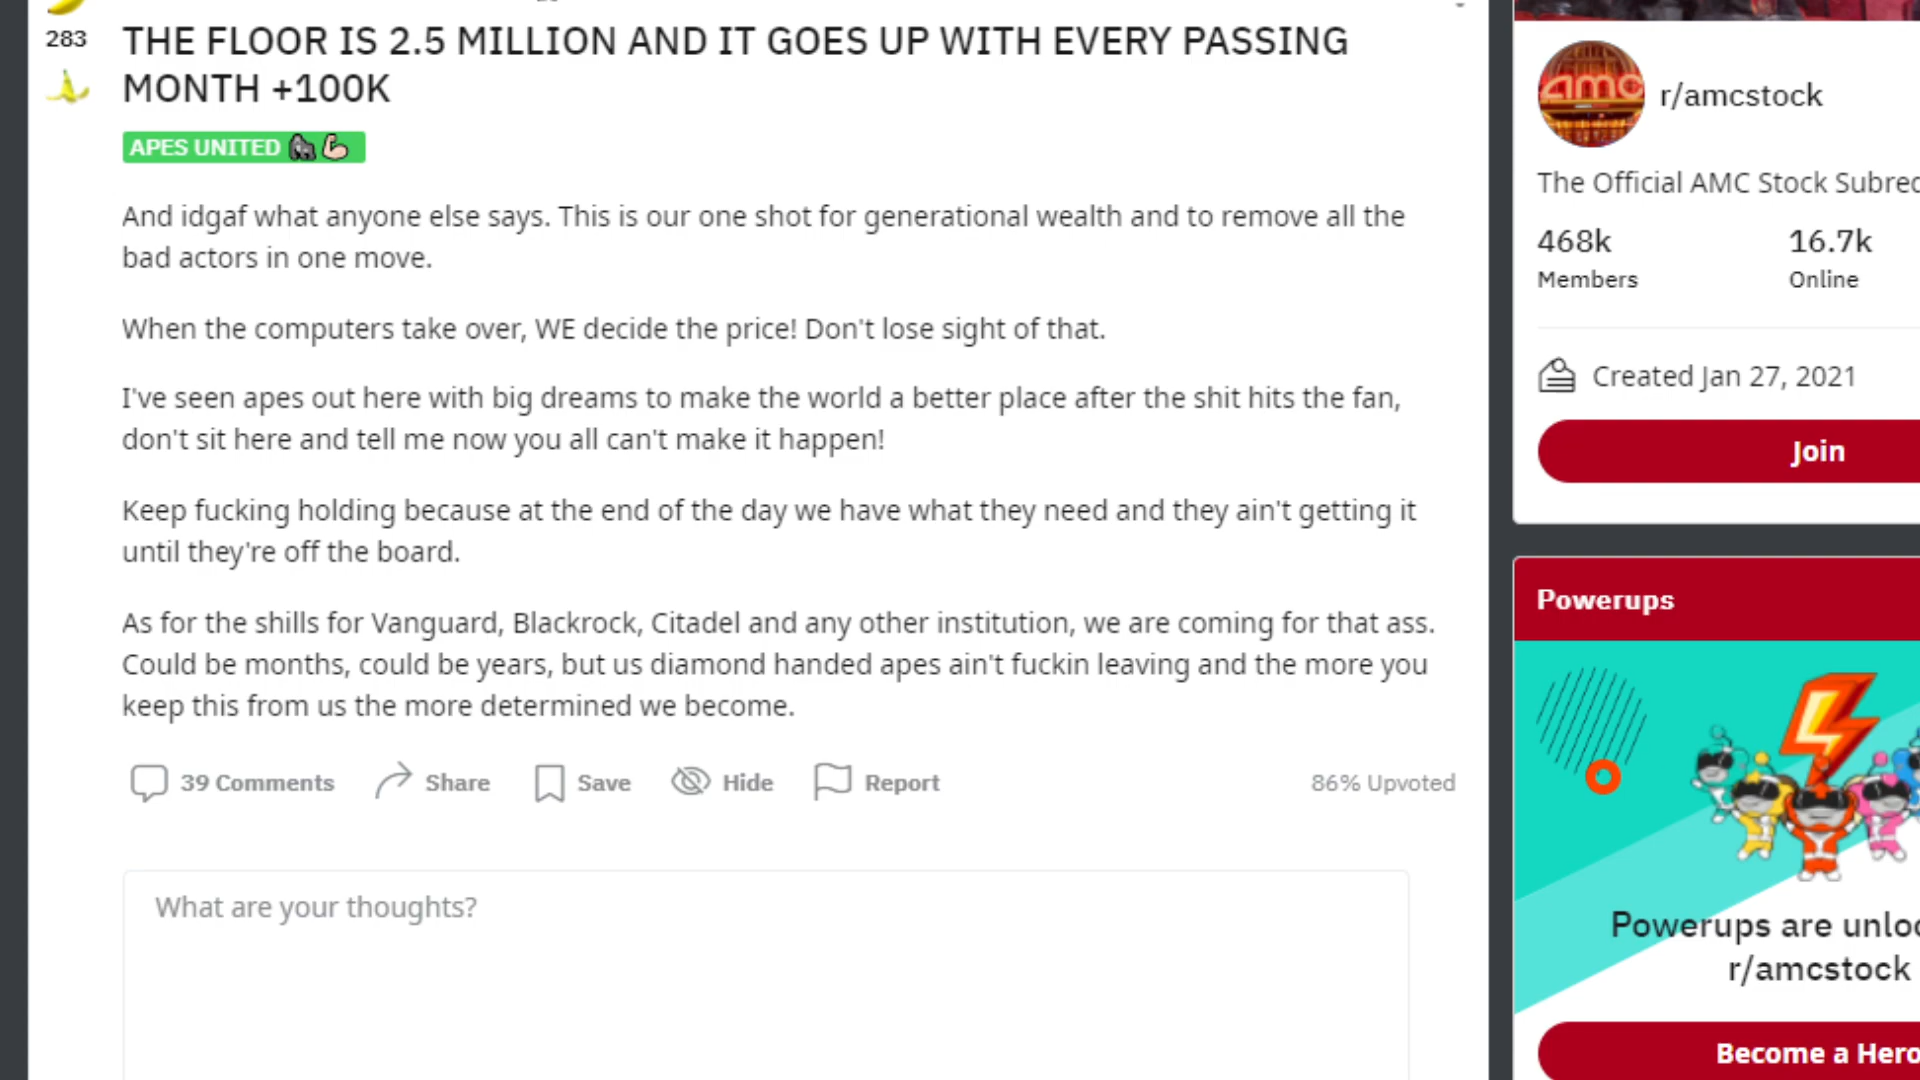 283
THE FLOOR IS 2.5 MILLION AND IT GOES UP WITH EVERY PASSING
MONTH +100K
APES UNITED
And idgaf what anyone else says. This is our one shot for generational wealth and to remove all the
bad actors in one move.
When the computers take over, WE decide the price! Don't lose sight of that.
I've seen apes out here with big dreams to make the world a better place after the shit hits the fan,
don't sit here and tell me now you all can't make it happen!
Keep fucking holding because at the end of the day we have what they need and they ain't getting it
until they're off the board.
As for the shills for Vanguard, Blackrock, Citadel and any other institution, we are coming for that ass.
Could be months, could be years, but us diamond handed apes ain't fuckin leaving and the more you
keep this from us the more determined we become.
39 Comments Share Save Hide Report 86% Upvoted
What are your thoughts?
amc
r/amcstock
The Official AMC Stock
468k 16.7k
Members Online
Created Jan 27, 2021
Join
Powerups
Powerups are
r/amcstock
Become a